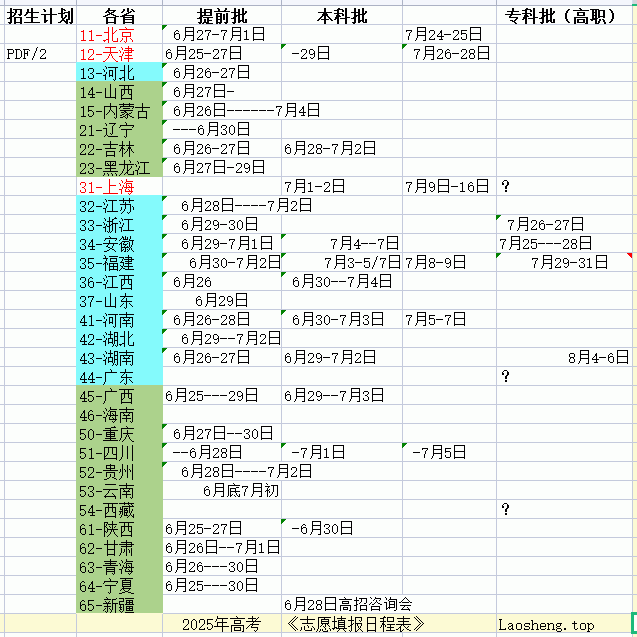 招生计划 各省 提前批 本科批 专科批（高职）
11-北京 6月27-7月1日 7月24-25日
PDF/2 12-天津 6月25-27日 -29日 7月26-28日
13-河北 6月26-27日
14-山西 6月27日-
15-内蒙古 6月26日------7月4日
21-辽宁 ---6月30日
22-吉林 6月26-27日 6月28-7月2日
23-黑龙江 6月27日-29日
31-上海 7月1-2日 7月9日-16日 ？
32-江苏 6月28日----7月2日
33-浙江 6月29-30日 7月26-27日
34-安徽 6月29-7月1日 7月4--7日 7月25---28日
35-福建 6月30-7月2日 7月3-5/7日 7月8-9日 7月29-31日
36-江西 6月26 6月30--7月4日
37-山东 6月29日
41-河南 6月26-28日 6月30-7月3日 7月5-7日
42-湖北 6月29--7月2日
43-湖南 6月26-27日 6月29-7月2日 8月4-6日
44-广东 ？
45-广西 6月25---29日 6月29--7月3日
46-海南
50-重庆 6月27日--30日
51-四川 --6月28日 -7月1日 -7月5日
52-贵州 6月28日----7月2日
53-云南 6月底7月初
54-西藏 ？
61-陕西 6月25-27日 -6月30日
62-甘肃 6月26日--7月1日
63-青海 6月26---30日
64-宁夏 6月25---30日
65-新疆 6月28日高招咨询会
2025年高考 《志愿填报日程表》 Laosheng.top